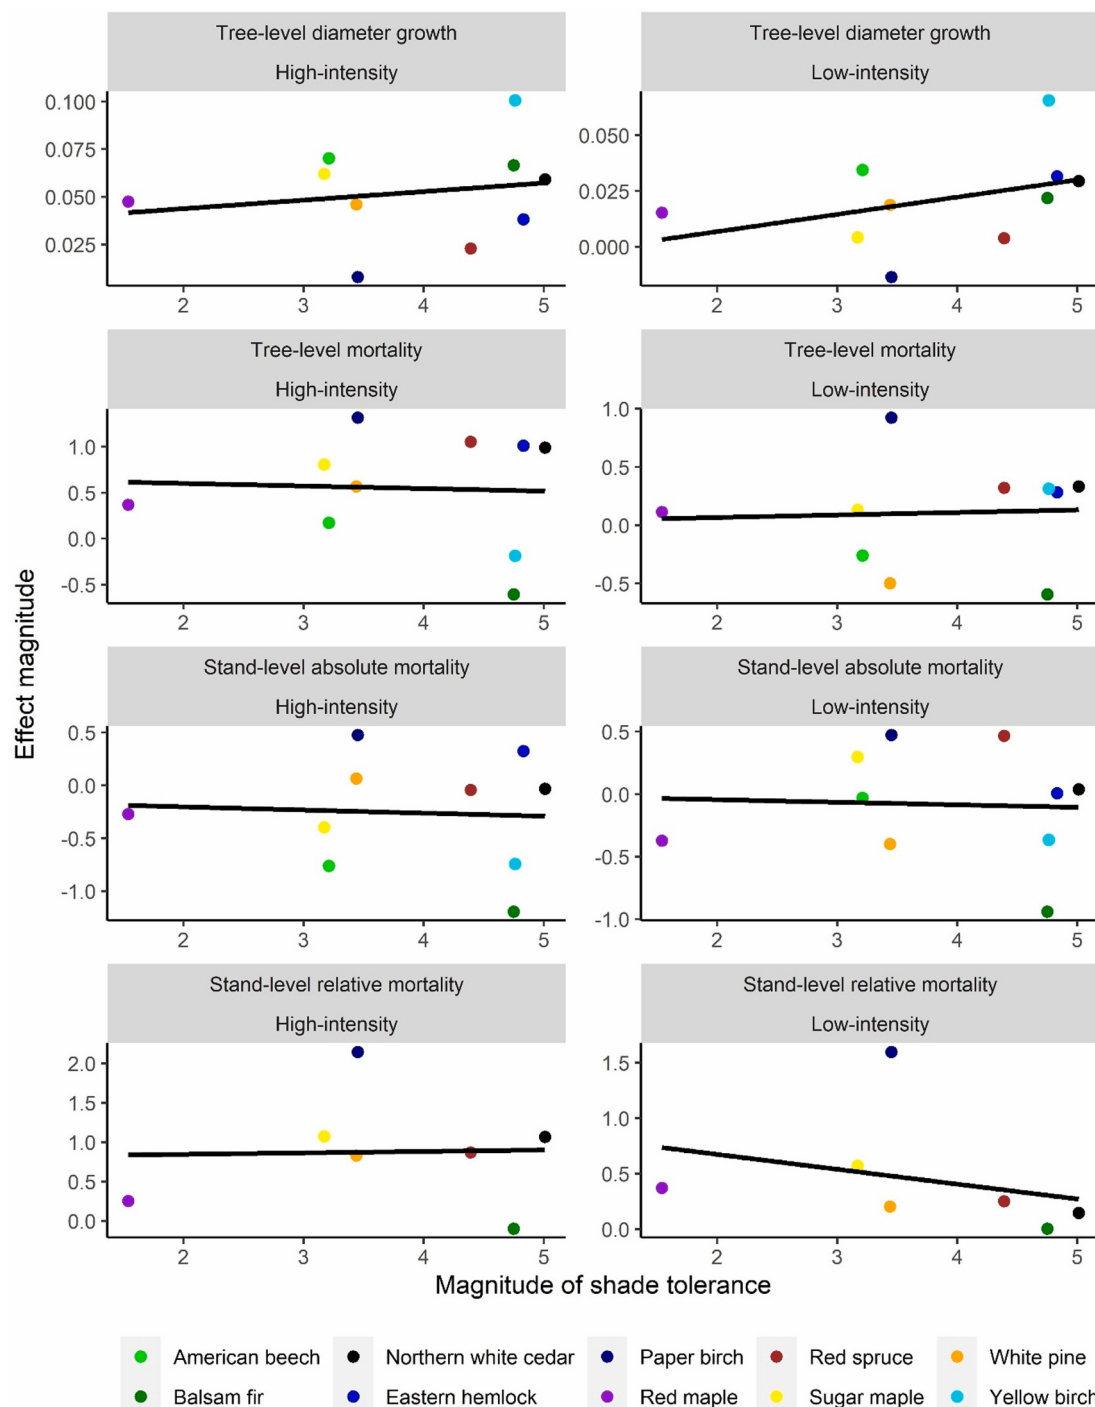 Tree-level diameter growth
High-intensity
0.100
0.075
0.050
0.025
2 3 4 5
Tree-level diameter growth
Low-intensity
0.050
0.025
0.000
2 3 4 5
Tree-level mortality
High-intensity
1.0
0.5
0.0
-0.5
2 3 4 5
Tree-level mortality
Low-intensity
1.0
0.5
0.0
-0.5
2 3 4 5
Effect magnitude
Stand-level absolute mortality
High-intensity
0.5
0.0
-0.5
-1.0
2 3 4 5
Stand-level absolute mortality
Low-intensity
0.5
0.0
-0.5
-1.0
2 3 4 5
Stand-level relative mortality
High-intensity
2.0
1.5
1.0
0.5
0.0
2 3 4 5
Stand-level relative mortality
Low-intensity
1.5
1.0
0.5
0.0
2 3 4 5
Magnitude of shade tolerance
American beech Northern white cedar Paper birch Red spruce White pine
Balsam fir Eastern hemlock Red maple Sugar maple Yellow birch